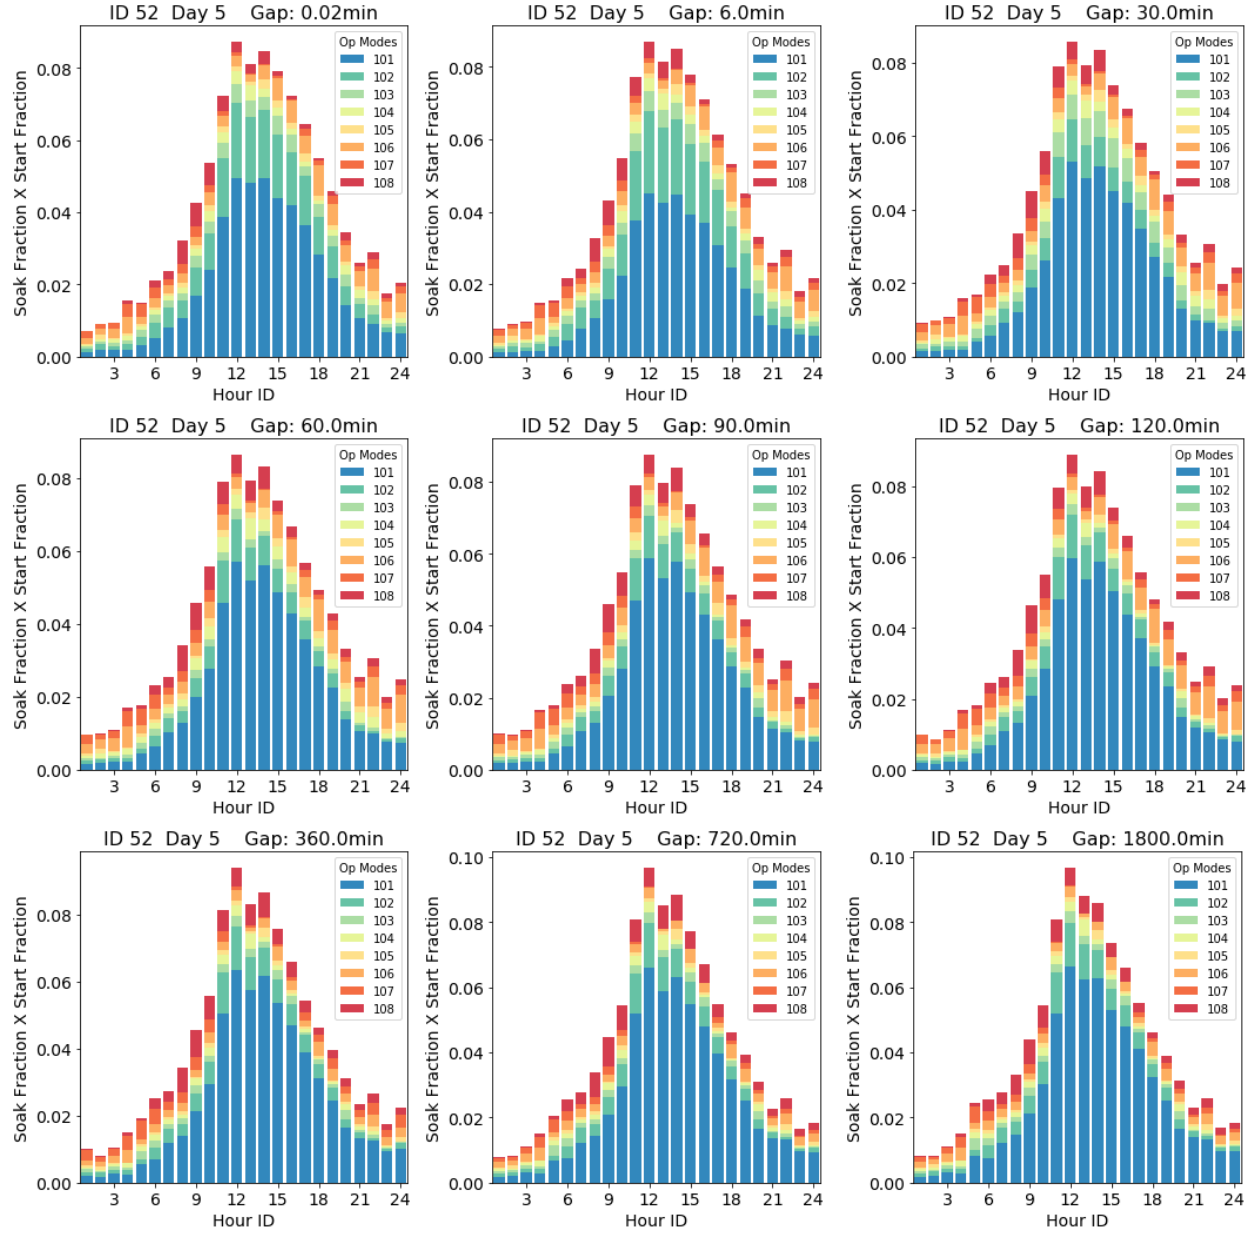 ID 52 Day 5 Gap: 0.02min
Soak Fraction X Start Fraction
0.08
0.06
0.04
0.02
0.00
Op Modes
101
102
103
104
105
106
107
108
3 6 9 12 15 18 21 24
Hour ID
ID 52 Day 5 Gap: 6.0min
Soak Fraction X Start Fraction
0.08
0.06
0.04
0.02
0.00
Op Modes
101
102
103
104
105
106
107
108
3 6 9 12 15 18 21 24
Hour ID
ID 52 Day 5 Gap: 30.0min
Soak Fraction X Start Fraction
0.08
0.06
0.04
0.02
0.00
Op Modes
101
102
103
104
105
106
107
108
3 6 9 12 15 18 21 24
Hour ID
ID 52 Day 5 Gap: 60.0min
Soak Fraction X Start Fraction
0.08
0.06
0.04
0.02
0.00
Op Modes
101
102
103
104
105
106
107
108
3 6 9 12 15 18 21 24
Hour ID
ID 52 Day 5 Gap: 90.0min
Soak Fraction X Start Fraction
0.08
0.06
0.04
0.02
0.00
Op Modes
101
102
103
104
105
106
107
108
3 6 9 12 15 18 21 24
Hour ID
ID 52 Day 5 Gap: 120.0min
Soak Fraction X Start Fraction
0.08
0.06
0.04
0.02
0.00
Op Modes
101
102
103
104
105
106
107
108
3 6 9 12 15 18 21 24
Hour ID
ID 52 Day 5 Gap: 360.0min
Soak Fraction X Start Fraction
0.08
0.06
0.04
0.02
0.00
Op Modes
101
102
103
104
105
106
107
108
3 6 9 12 15 18 21 24
Hour ID
ID 52 Day 5 Gap: 720.0min
Soak Fraction X Start Fraction
0.10
0.08
0.06
0.04
0.02
0.00
Op Modes
101
102
103
104
105
106
107
108
3 6 9 12 15 18 21 24
Hour ID
ID 52 Day 5 Gap: 1800.0min
Soak Fraction X Start Fraction
0.10
0.08
0.06
0.04
0.02
0.00
Op Modes
101
102
103
104
105
106
107
108
3 6 9 12 15 18 21 24
Hour ID